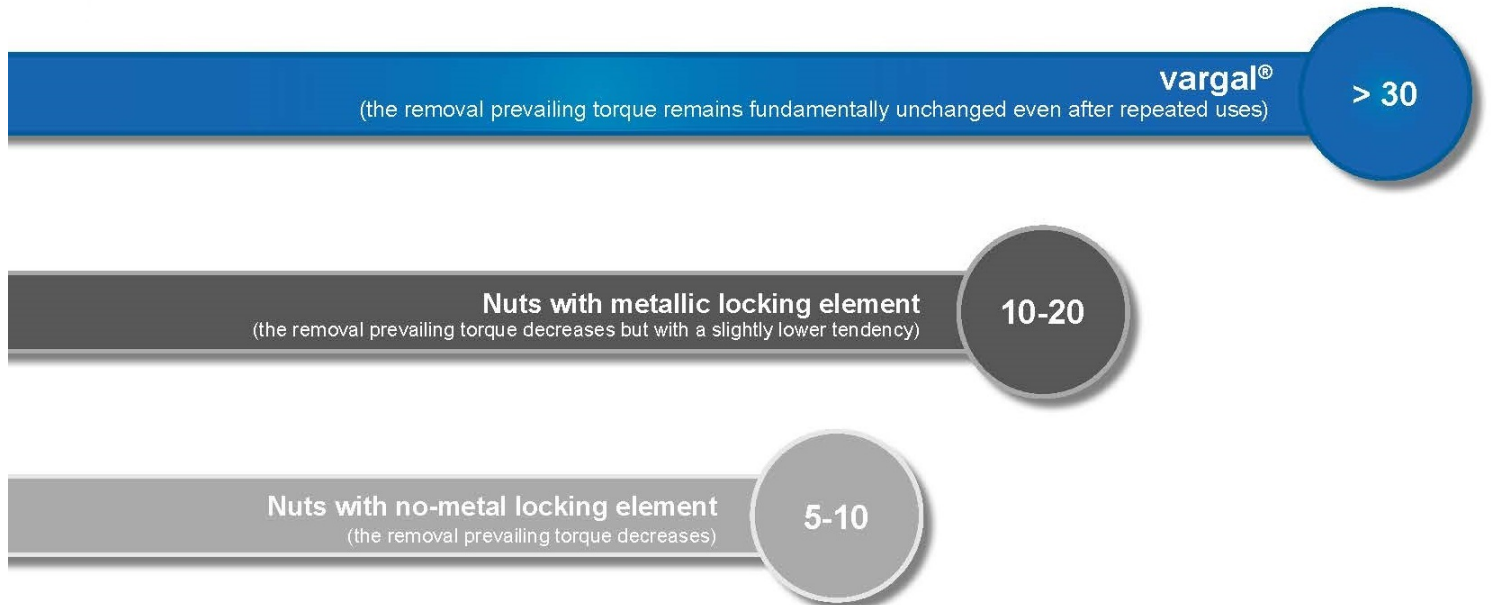 vargal®
(the removal prevailing torque remains fundamentally unchanged even after repeated uses)
> 30
Nuts with metallic locking element
(the removal prevailing torque decreases but with a slightly lower tendency)
10-20
Nuts with no-metal locking element
(the removal prevailing torque decreases)
5-10